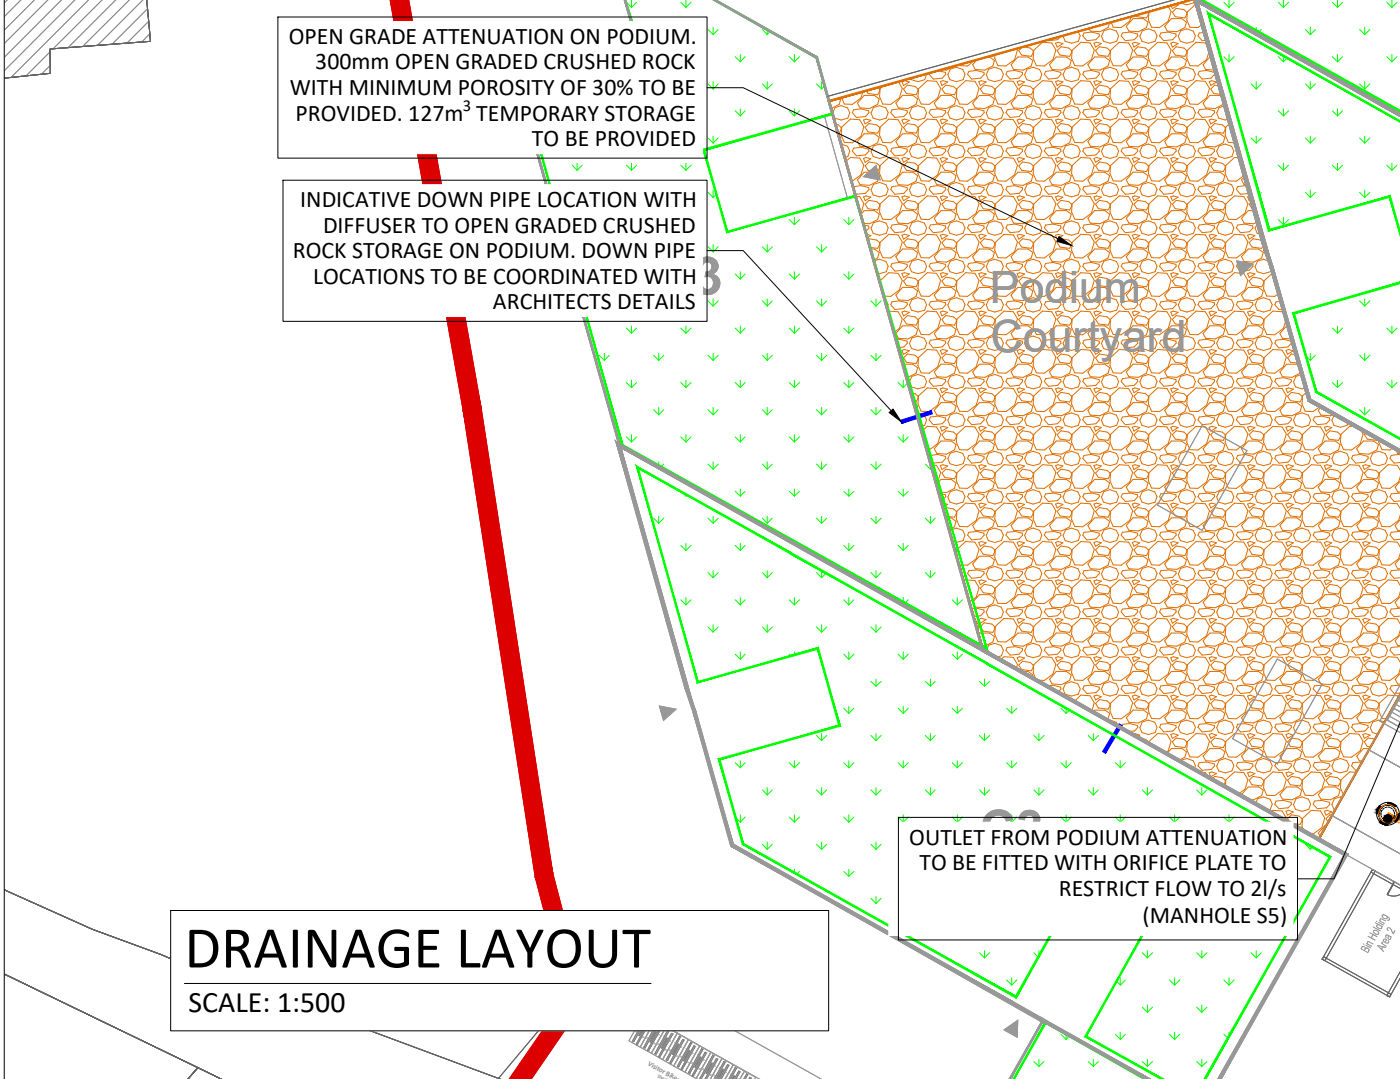 OPEN GRADE ATTENUATION ON PODIUM.
300mm OPEN GRADED CRUSHED ROCK
WITH MINIMUM POROSITY OF 30% TO BE
PROVIDED. 127m³ TEMPORARY STORAGE
TO BE PROVIDED
INDICATIVE DOWN PIPE LOCATION WITH
DIFFUSER TO OPEN GRADED CRUSHED
ROCK STORAGE ON PODIUM. DOWN PIPE
LOCATIONS TO BE COORDINATED WITH
ARCHITECTS DETAILS
3
Podium
Courtyard
OUTLET FROM PODIUM ATTENUATION
TO BE FITTED WITH ORIFICE PLATE TO
RESTRICT FLOW TO 2l/s
(MANHOLE S5)
Bin Holding
Area 2
DRAINAGE LAYOUT
SCALE: 1:500
Visitor